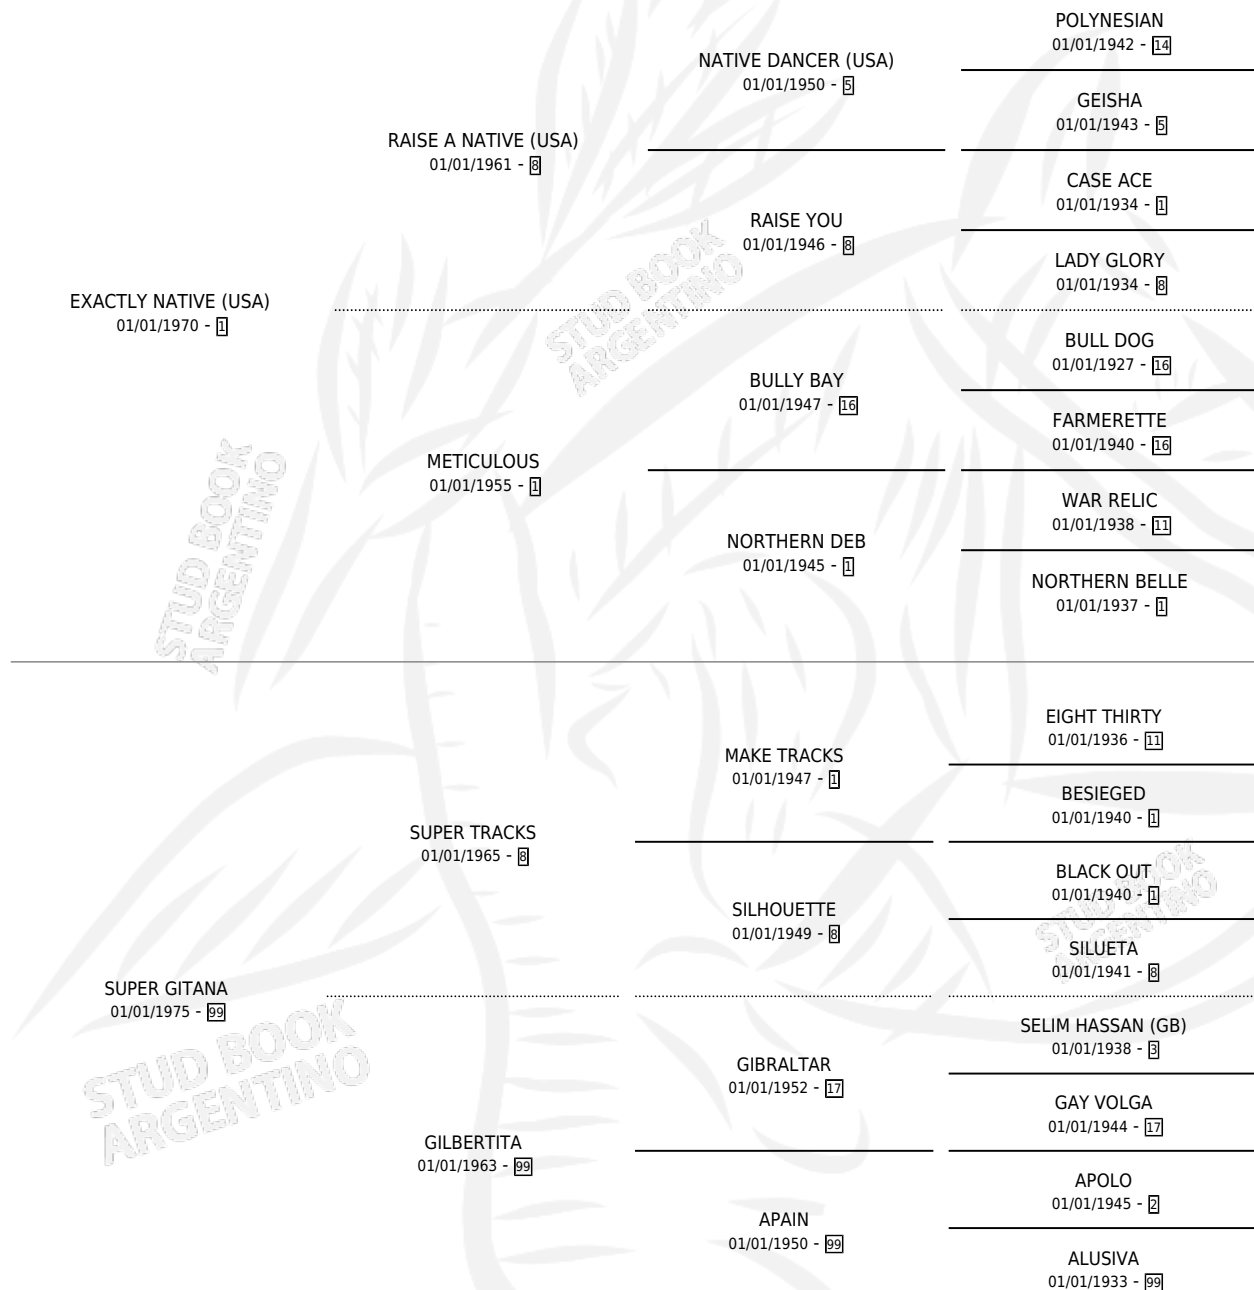 POLYNESIAN
01/01/1942 - 14
NATIVE DANCER (USA)
01/01/1950 - 5
GEISHA
01/01/1943 - 5
RAISE A NATIVE (USA)
01/01/1961 - 8
CASE ACE
01/01/1934 - 1
RAISE YOU
01/01/1946 - 8
LADY GLORY
01/01/1934 - 8
EXACTLY NATIVE (USA)
01/01/1970 - 1
BULL DOG
01/01/1927 - 16
BULLY BAY
01/01/1947 - 16
FARMERETTE
01/01/1940 - 16
METICULOUS
01/01/1955 - 1
WAR RELIC
01/01/1938 - 11
NORTHERN DEB
01/01/1945 - 1
NORTHERN BELLE
01/01/1937 - 1
EIGHT THIRTY
01/01/1936 - 11
MAKE TRACKS
01/01/1947 - 1
BESIEGED
01/01/1940 - 1
SUPER TRACKS
01/01/1965 - 8
BLACK OUT
01/01/1940 - 1
SILHOUETTE
01/01/1949 - 8
SILUETA
01/01/1941 - 8
SUPER GITANA
01/01/1975 - 99
SELIM HASSAN (GB)
01/01/1938 - 3
GIBRALTAR
01/01/1952 - 17
GAY VOLGA
01/01/1944 - 17
GILBERTITA
01/01/1963 - 99
APOLO
01/01/1945 - 2
APAIN
01/01/1950 - 99
ALUSIVA
01/01/1933 - 99
STUD BOOK
ARGENTINO
STUD BOOK
ARGENTINO
STUD BOOK
ARGENTINO
STUD BOOK
ARGENTINO